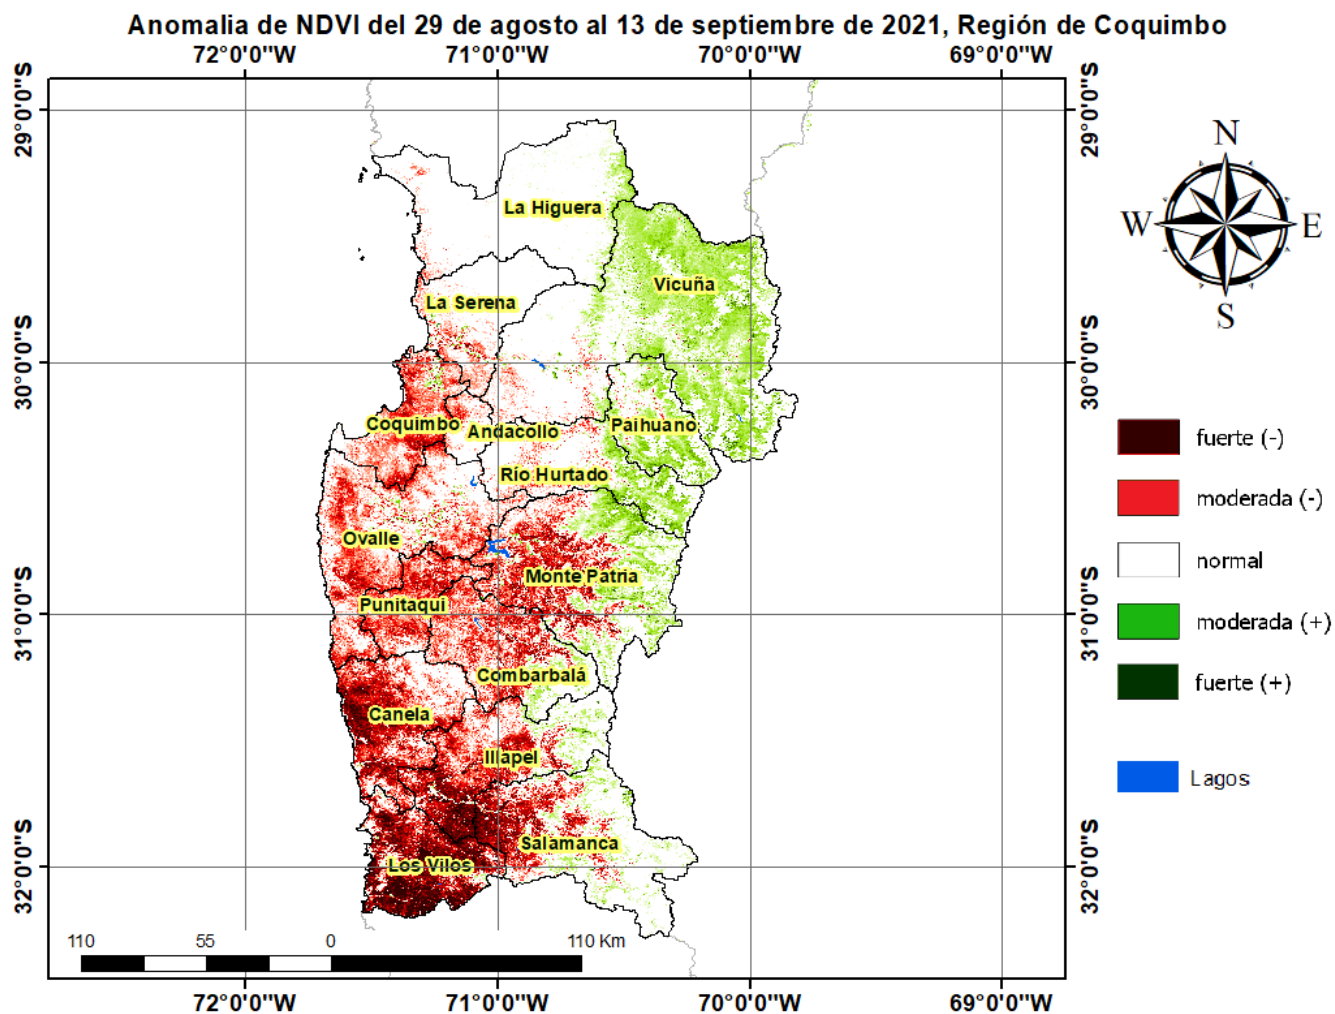 Anomalia de NDVI del 29 de agosto al 13 de septiembre de 2021, Región de Coquimbo
72°0'0"W 71°0'0"W 70°0'0"W 69°0'0"W
29°0'0"S 29°0'0"S
N
W E
S
La Higuera
Vicuña
La Serena
30°0'0"S 30°0'0"S
Coquimbo Andacollo Paihuano
fuerte (-)
Río Hurtado
moderada (-)
Ovalle
normal
Monte Patria
Punitaqui
31°0'0"S 31°0'0"S
moderada (+)
Combarbalá
fuerte (+)
Canela
Illapel
Lagos
Salamanca
Los Vilos
32°0'0"S 32°0'0"S
110 55 0 110 Km
72°0'0"W 71°0'0"W 70°0'0"W 69°0'0"W